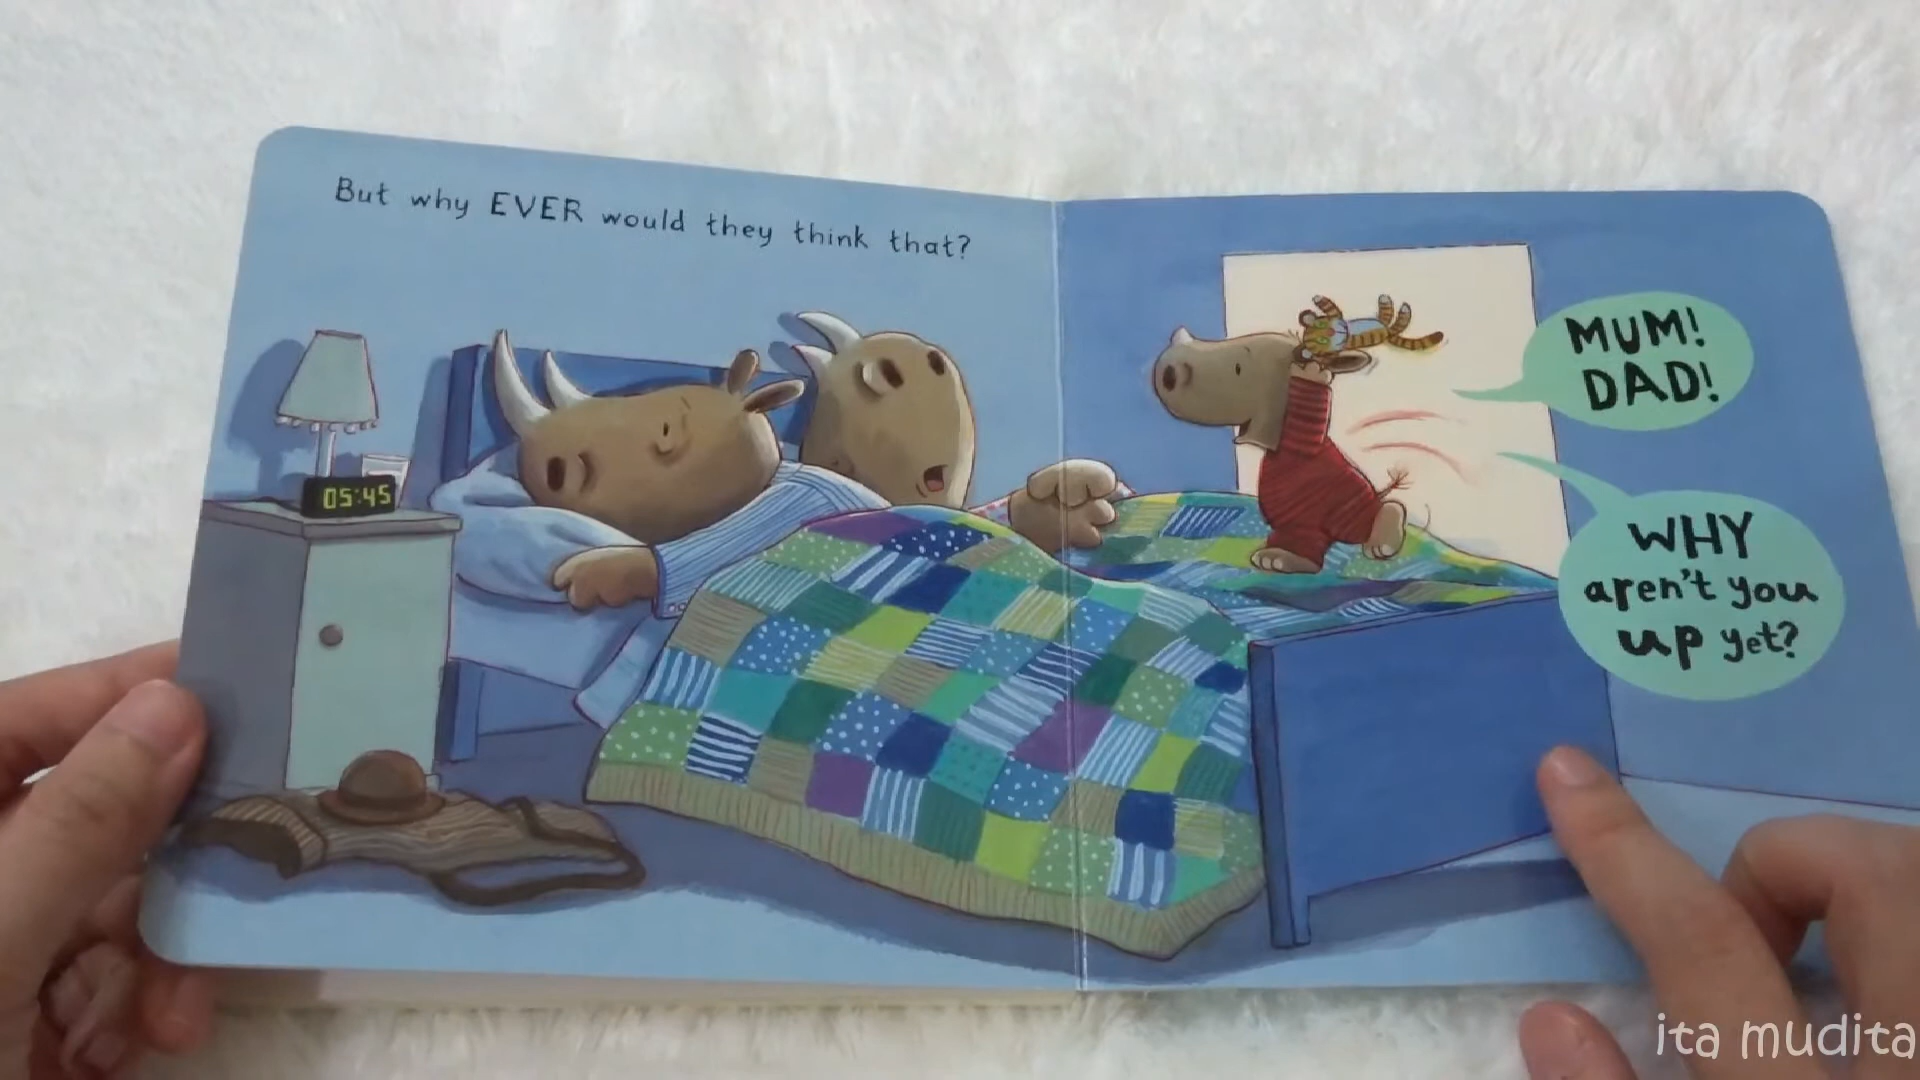 But why EVER would they think that?
05:45
MUM!
DAD!
WHY
aren't you
up yet?
ita mudita